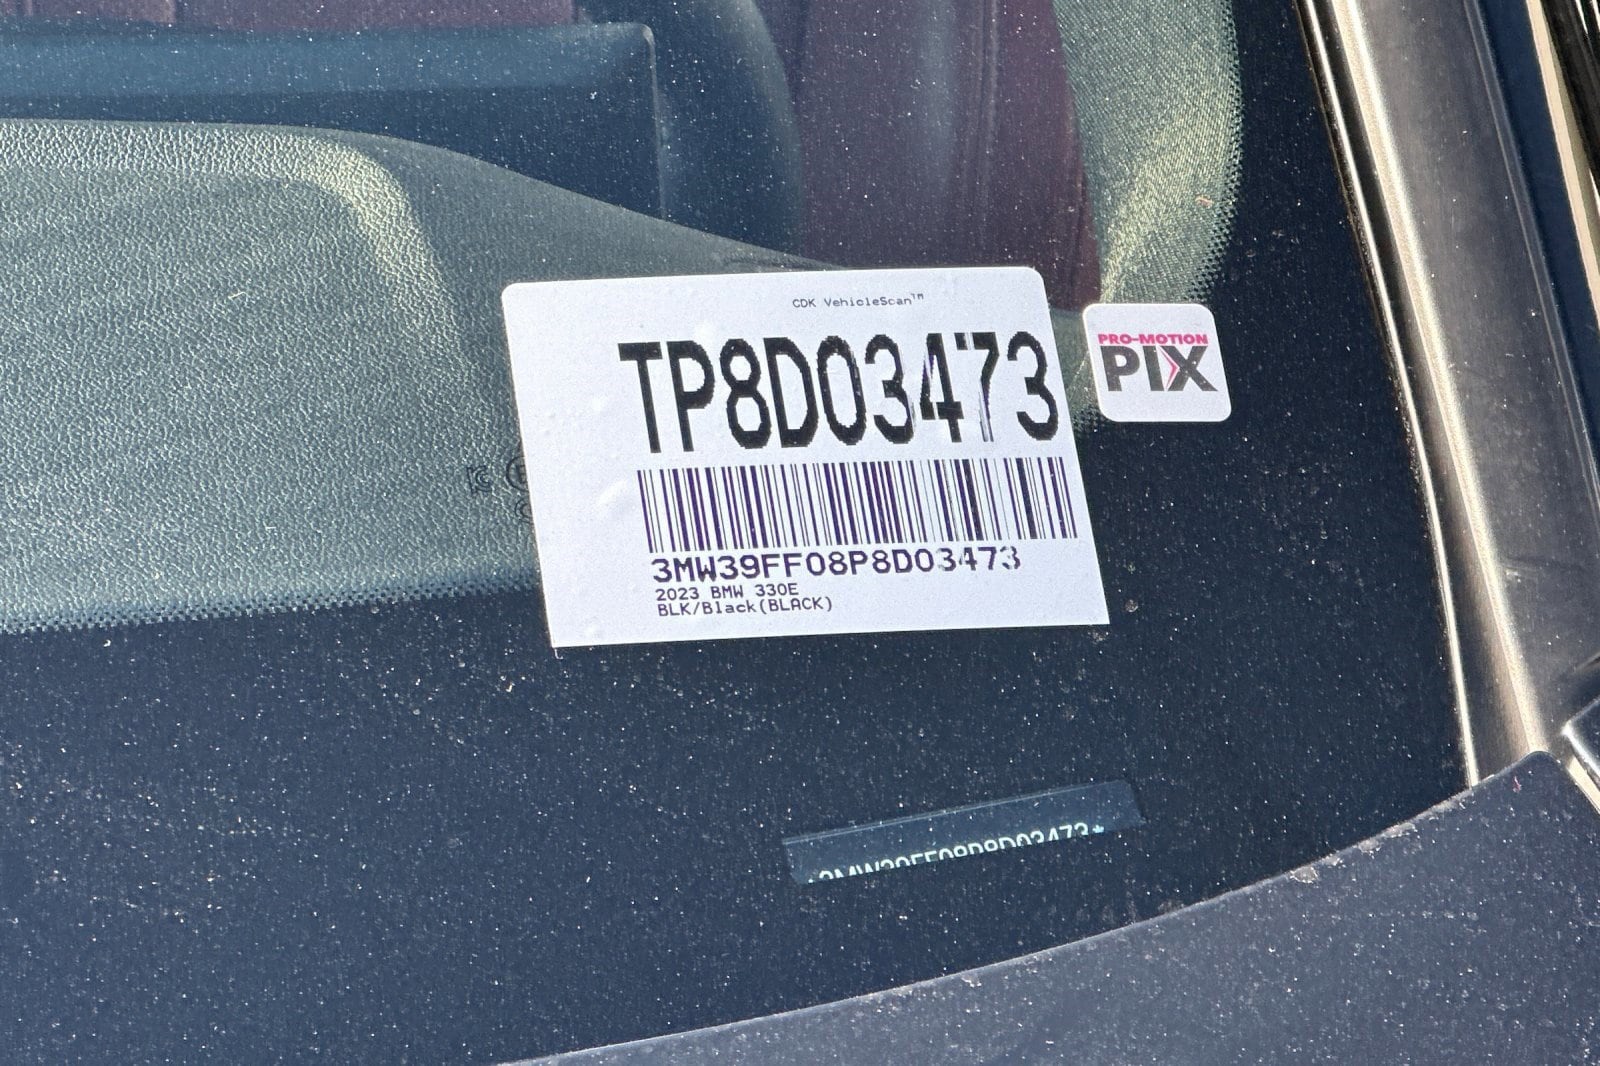 CDK VehicleScan™
TP8D03473
PRO-MOTION
PIX
3MW39FF08P8D03473
2023 BMW 330E
BLK/Black(BLACK)